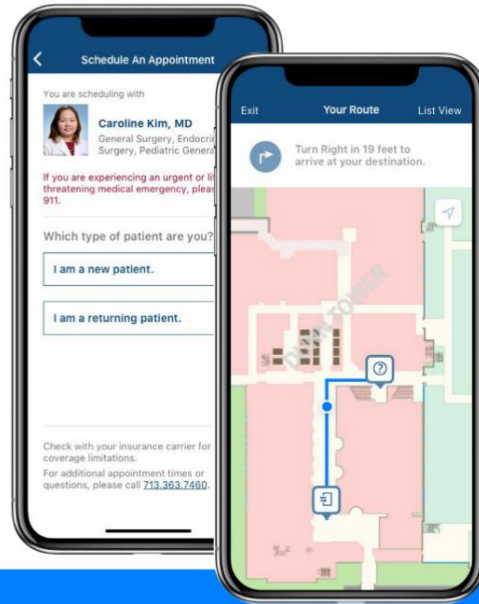 Schedule An Appointment
You are scheduling with
Caroline Kim, MD
General Surgery, Endocri
Surgery, Pediatric Genera
If you are experiencing an urgent or li
threatening medical emergency, plea
911.
Which type of patient are you?
I am a new patient.
I am a returning patient.
Check with your insurance carrier for
coverage limitations.
For additional appointment times or
questions, please call 713.363.7460.
Exit
Your Route
List View
Turn Right in 19 feet to
arrive at your destination.
TOWER